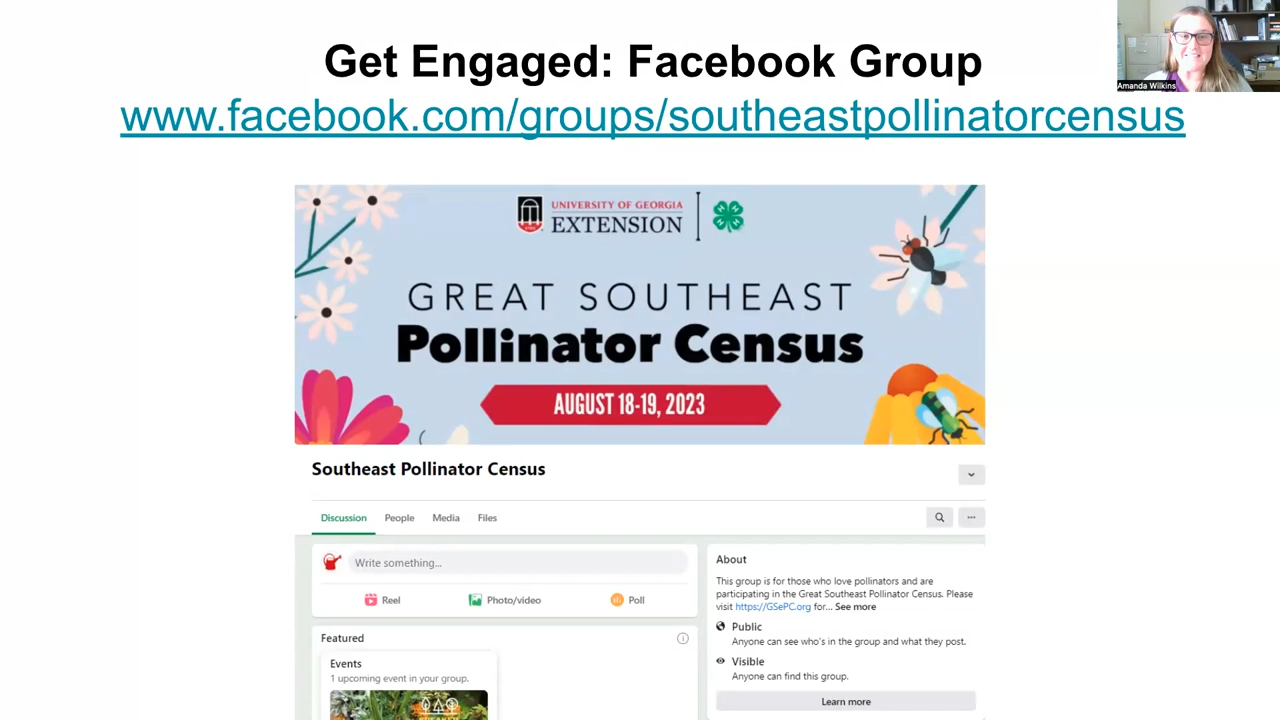 Get Engaged: Facebook Group
www.facebook.com/groups/southeastpollinatorcensus
Amanda Wilkins
UNIVERSITY OF GEORGIA
EXTENSION
H H H H
GREAT SOUTHEAST
Pollinator Census
AUGUST 18-19, 2023
Southeast Pollinator Census
Discussion People Media Files
Write something...
Reel Photo/video Poll
Featured
Events
1 upcoming event in your group.
About
This group is for those who love pollinators and are
participating in the Great Southeast Pollinator Census. Please
visit https://GSePC.org for... See more
Public
Anyone can see who's in the group and what they post.
Visible
Anyone can find this group.
Learn more